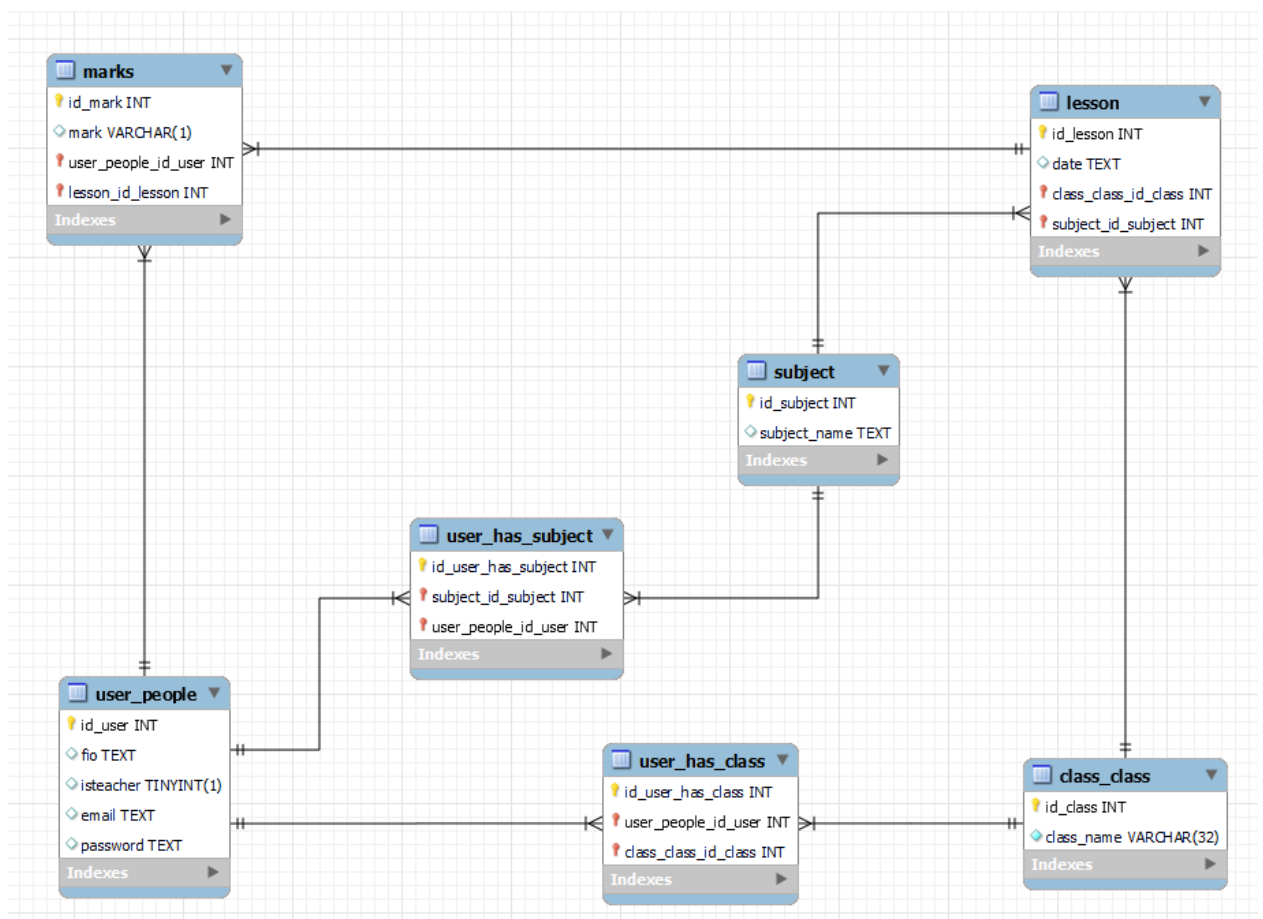 marks
id_mark INT
mark VARCHAR(1)
user_people_id_user INT
lesson_id_lesson INT
Indexes
lesson
id_lesson INT
date TEXT
class_class_id_class INT
subject_id_subject INT
Indexes
subject
id_subject INT
subject_name TEXT
Indexes
user_has_subject
id_user_has_subject INT
subject_id_subject INT
user_people_id_user INT
Indexes
user_people
id_user INT
fio TEXT
isteacher TINYINT(1)
email TEXT
password TEXT
Indexes
user_has_class
id_user_has_class INT
user_people_id_user INT
class_class_id_class INT
Indexes
class_class
id_class INT
class_name VARCHAR(32)
Indexes